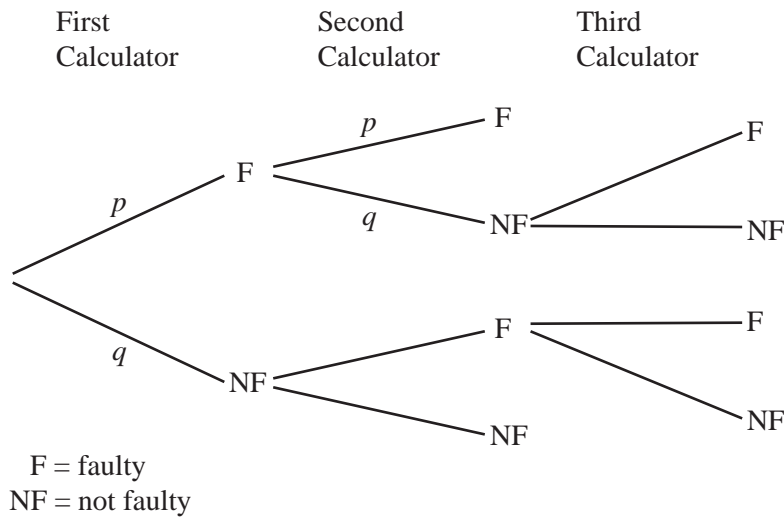 First Calculator
Second Calculator
Third Calculator
p
F
F
p
q
F
NF
NF
q
NF
F
F
NF
NF
F = faulty
NF = not faulty